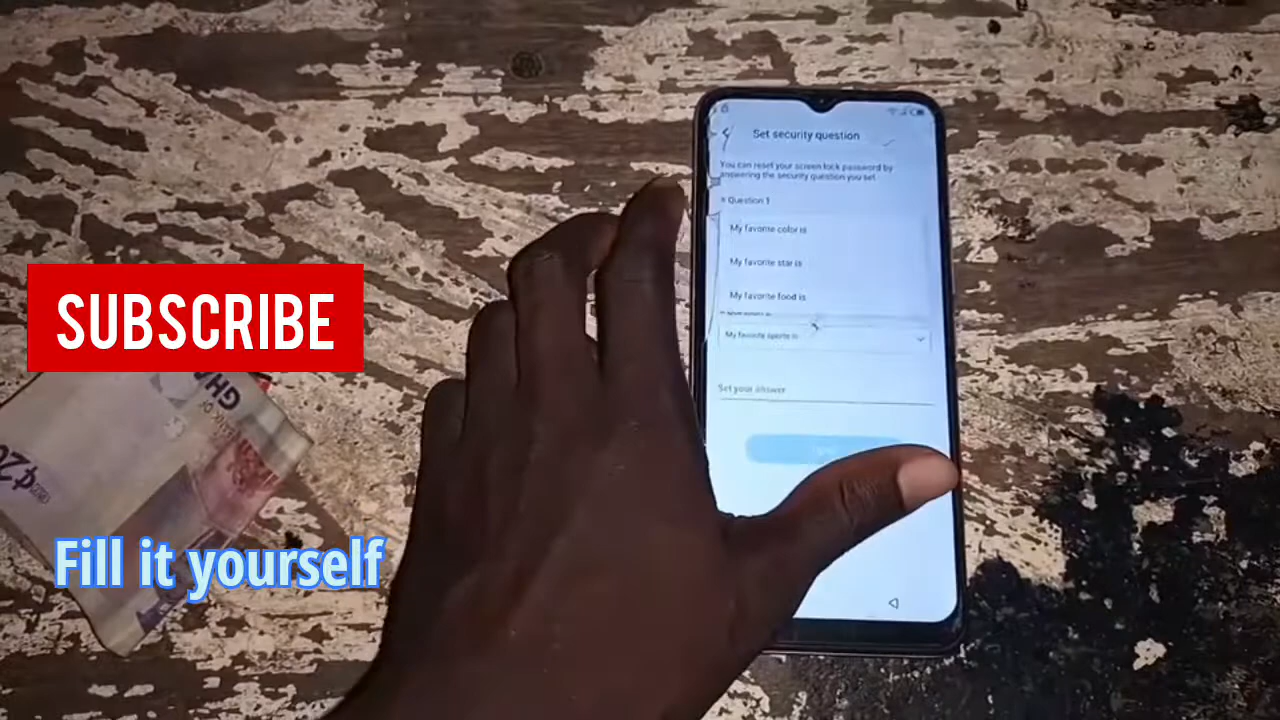 Set security question
You can reset your screen lock password by
answering the security question you set.
Question 1
My favorite color is
My favorite star is
My favorite food is
My favorite sports is
Set your answer
SUBSCRIBE
GHA
¢20
Fill it yourself